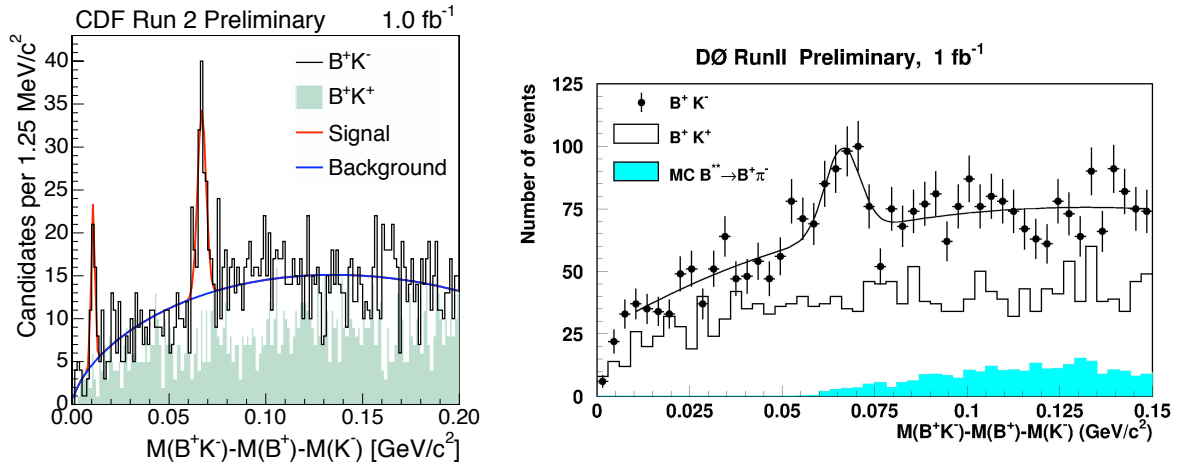 CDF Run 2 Preliminary 1.0 fb⁻¹
40
35
30
25
20
15
10
5
0
Candidates per 1.25 MeV/c²
B⁺K⁻
B⁺K⁺
Signal
Background
0.00 0.05 0.10 0.15 0.20
M(B⁺K⁻)-M(B⁺)-M(K⁻) [GeV/c²]
DØ RunII Preliminary, 1 fb⁻¹
125
100
75
50
25
0
Number of events
B⁺ K⁻
B⁺ K⁺
MC B**→B⁺π⁻
0 0.025 0.05 0.075 0.1 0.125 0.15
M(B⁺K⁻)-M(B⁺)-M(K⁻) (GeV/c²)